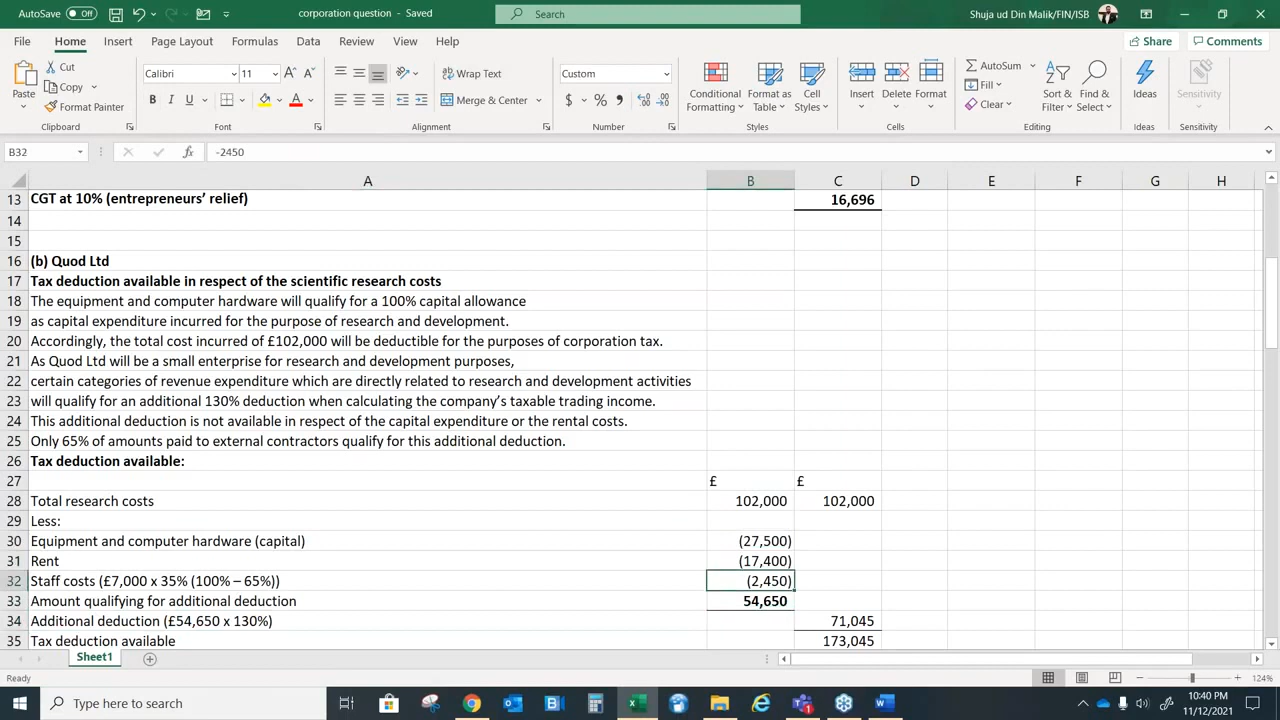 AutoSave Off corporation question - Saved Search Shuja ud Din Malik/FIN/ISB
File Home Insert Page Layout Formulas Data Review View Help Share Comments
Paste Cut Copy Format Painter Calibri 11 A A B I U A Wrap Text Merge & Center Custom $ % , Conditional Formatting Format as Table Cell Styles Insert Delete Format AutoSum Fill Clear Sort & Filter Find & Select Ideas Sensitivity
Clipboard Font Alignment Number Styles Cells Editing Ideas Sensitivity
B32 fx -2450
A B C D E F G H
13 CGT at 10% (entrepreneurs’ relief) 16,696
14
15
16 (b) Quod Ltd
17 Tax deduction available in respect of the scientific research costs
18 The equipment and computer hardware will qualify for a 100% capital allowance
19 as capital expenditure incurred for the purpose of research and development.
20 Accordingly, the total cost incurred of £102,000 will be deductible for the purposes of corporation tax.
21 As Quod Ltd will be a small enterprise for research and development purposes,
22 certain categories of revenue expenditure which are directly related to research and development activities
23 will qualify for an additional 130% deduction when calculating the company’s taxable trading income.
24 This additional deduction is not available in respect of the capital expenditure or the rental costs.
25 Only 65% of amounts paid to external contractors qualify for this additional deduction.
26 Tax deduction available:
27 £ £
28 Total research costs 102,000 102,000
29 Less:
30 Equipment and computer hardware (capital) (27,500)
31 Rent (17,400)
32 Staff costs (£7,000 x 35% (100% – 65%)) (2,450)
33 Amount qualifying for additional deduction 54,650
34 Additional deduction (£54,650 x 130%) 71,045
35 Tax deduction available 173,045
Sheet1
Ready 124%
Type here to search 10:40 PM
11/12/2021